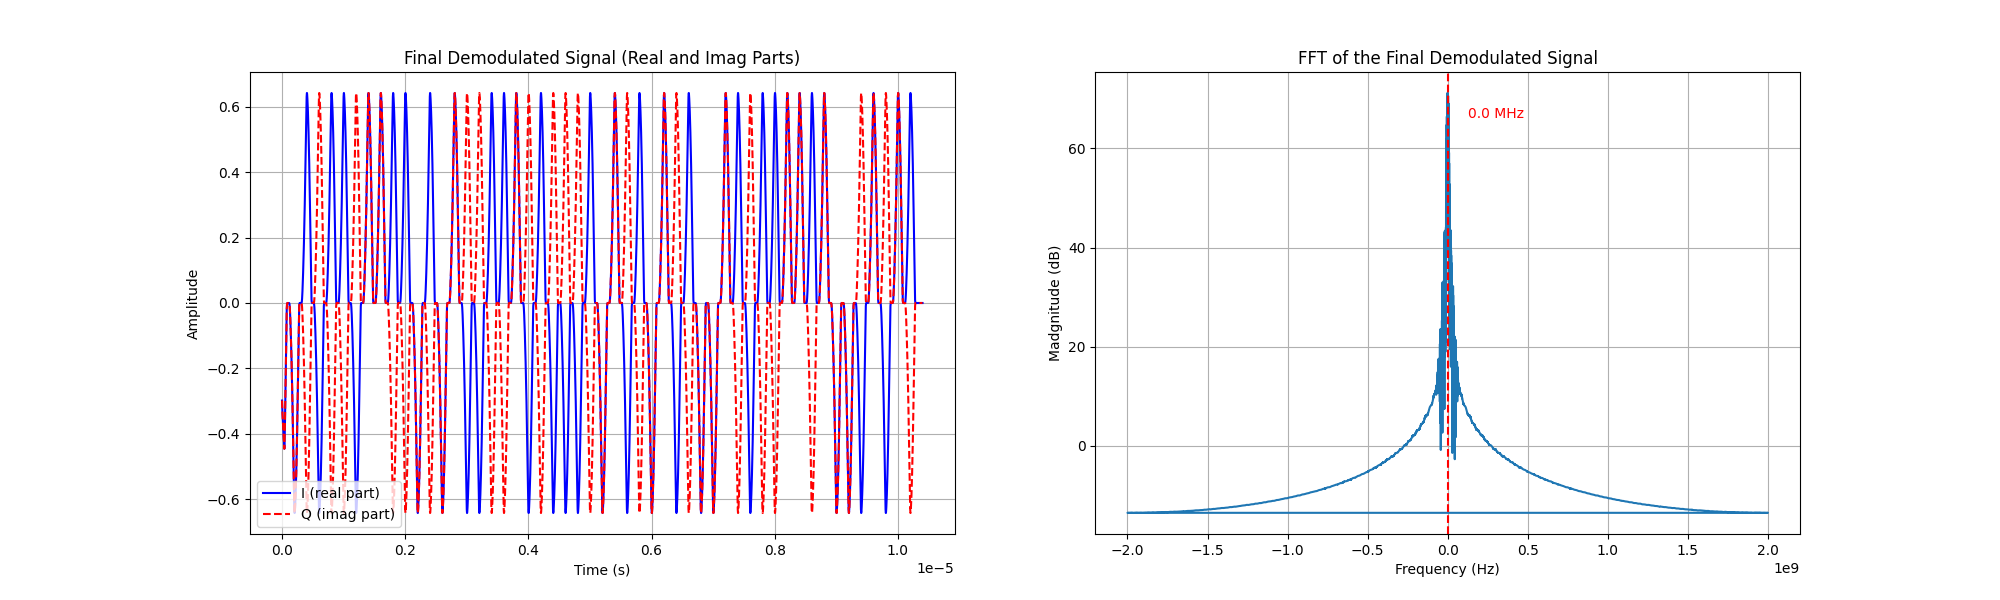 Final Demodulated Signal (Real and Imag Parts)
Amplitude
0.6
0.4
0.2
0.0
−0.2
−0.4
−0.6
I (real part)
Q (imag part)
0.0 0.2 0.4 0.6 0.8 1.0
1e−5
Time (s)
FFT of the Final Demodulated Signal
Madgnitude (dB)
60
40
20
0
0.0 MHz
−2.0 −1.5 −1.0 −0.5 0.0 0.5 1.0 1.5 2.0
1e9
Frequency (Hz)